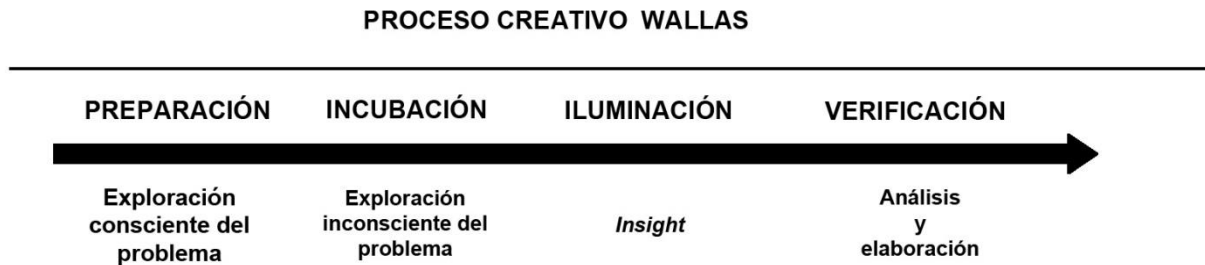 PROCESO CREATIVO WALLAS
PREPARACIÓN
INCUBACIÓN
ILUMINACIÓN
VERIFICACIÓN
Exploración
consciente del
problema
Exploración
inconsciente del
problema
Insight
Análisis
y
elaboración